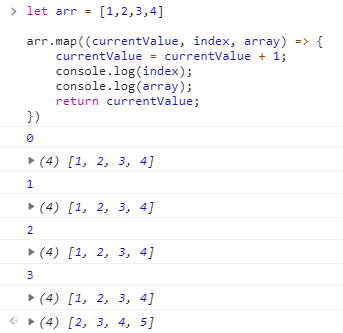 let arr = [1,2,3,4]
arr.map((currentValue, index, array) => {
currentValue = currentValue + 1;
console.log(index);
console.log(array);
return currentValue;
})
0
(4) [1, 2, 3, 4]
1
(4) [1, 2, 3, 4]
2
(4) [1, 2, 3, 4]
3
(4) [1, 2, 3, 4]
(4) [2, 3, 4, 5]